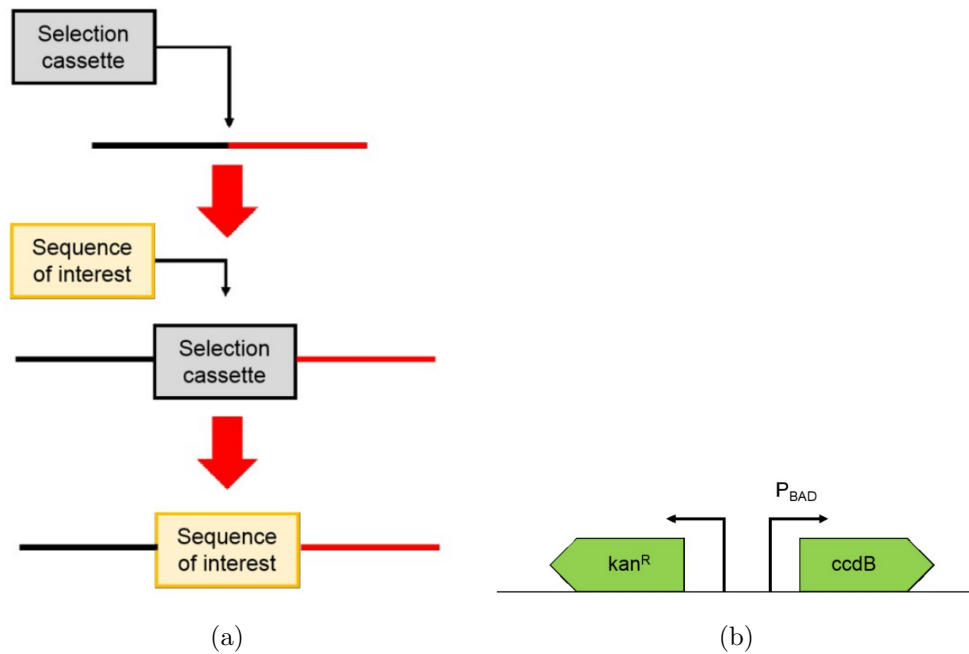 Selection
cassette
Sequence
of interest
Selection
cassette
Sequence
of interest
(a)
P_BAD
kan^R
ccdB
(b)